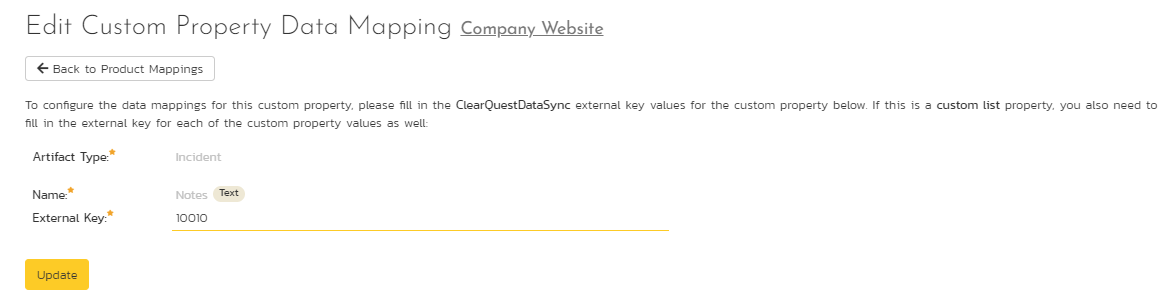 Edit Custom Property Data Mapping Company Website
Back to Product Mappings
To configure the data mappings for this custom property, please fill in the ClearQuestDataSync external key values for the custom property below. If this is a custom list property, you also need to
fill in the external key for each of the custom property values as well:
Artifact Type:* Incident
Name:* Notes Text
External Key:* 10010
Update